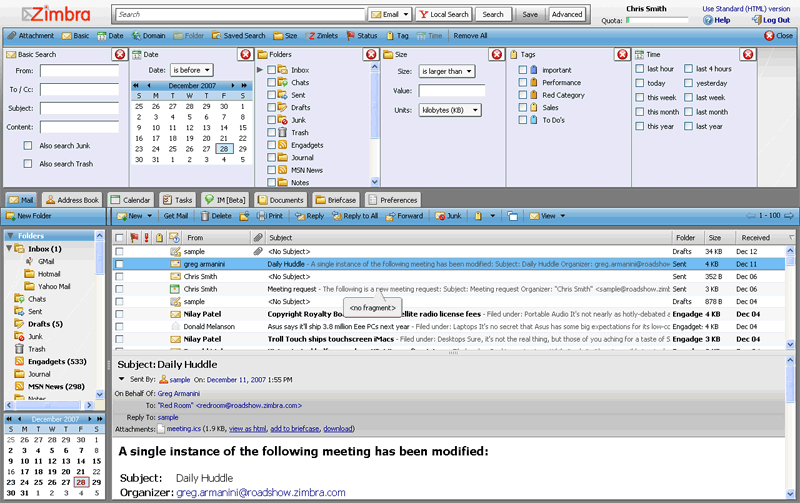 Zimbra
Search
Email
Local Search
Search
Save
Advanced
Chris Smith
Quota:
Use Standard (HTML) version
Help
Log Out
Attachment Basic Date Domain Folder Saved Search Size Zimlets Flag Status Tag Time Remove All Close
Basic Search
From:
To / Cc:
Subject:
Content:
Also search Junk
Also search Trash
Date
Date: is before
December 2007
S M T W T F S
25 26 27 28 29 30 1
2 3 4 5 6 7 8
9 10 11 12 13 14 15
16 17 18 19 20 21 22
23 24 25 26 27 28 29
30 31 1 2 3 4 5
Folders
Inbox
Chats
Sent
Drafts
Junk
Trash
Engadgets
Journal
MSN News
Notes
Size
Size: is larger than
Value:
Units: kilobytes (KB)
Tags
important
Performance
Red Category
Sales
To Do's
Time
last hour last 4 hours
today yesterday
this week last week
this month last month
this year last year
Mail Address Book Calendar Tasks IM [Beta] Documents Briefcase Preferences
New Folder
New Get Mail Delete Print Reply Reply to All Forward Junk View 1 - 100
Folders
Inbox (1)
GMail
Hotmail
Yahoo Mail
Chats
Sent
Drafts (5)
Junk
Trash
Engadgets (533)
Journal
MSN News (298)
Notes
December 2007
S M T W T F S
25 26 27 28 29 30 1
2 3 4 5 6 7 8
9 10 11 12 13 14 15
16 17 18 19 20 21 22
23 24 25 26 27 28 29
30 31 1 2 3 4 5
From Subject Folder Size Received
sample <No Subject> Drafts 34 KB Dec 12
greg armanini Daily Huddle - A single instance of the following meeting has been modified: Subject: Daily Huddle Organizer: greg.armanini@roadshow Sent 4 KB Dec 11
Chris Smith <No Subject> Sent 352 B Dec 06
Chris Smith Meeting request - The following is a new meeting request: Subject: Meeting request Organizer: "Chris Smith" <sample@roadshow.zim Sent 3 KB Dec 06
sample <No Subject> Drafts 878 B Dec 04
<no fragment>
Nilay Patel Copyright Royalty Boa satellite radio license fees - Filed under: Portable Audio It's not nearly as hotly-debated a Engadge 4 KB Dec 04
Donald Melanson Asus says it'll ship 3.8 million Eee PCs next year - Filed under: Laptops It's no secret that Asus has some big expectations for its low-c Engadge 4 KB Dec 04
Nilay Patel Troll Touch ships touchscreen iMacs - Filed under: Desktops Sure, it's not the real thing, but those of you aching for a taste of S Engadge 4 KB Dec 04
Subject: Daily Huddle
Sent By: sample On: December 11, 2007 1:55 PM
On Behalf Of: Greg Armanini
To: "Red Room" <redroom@roadshow.zimbra.com>
Reply To: sample
Attachments: meeting.ics (1.9 KB, view as html, add to briefcase, download)
A single instance of the following meeting has been modified:
Subject: Daily Huddle
Organizer: greg.armanini@roadshow.zimbra.com